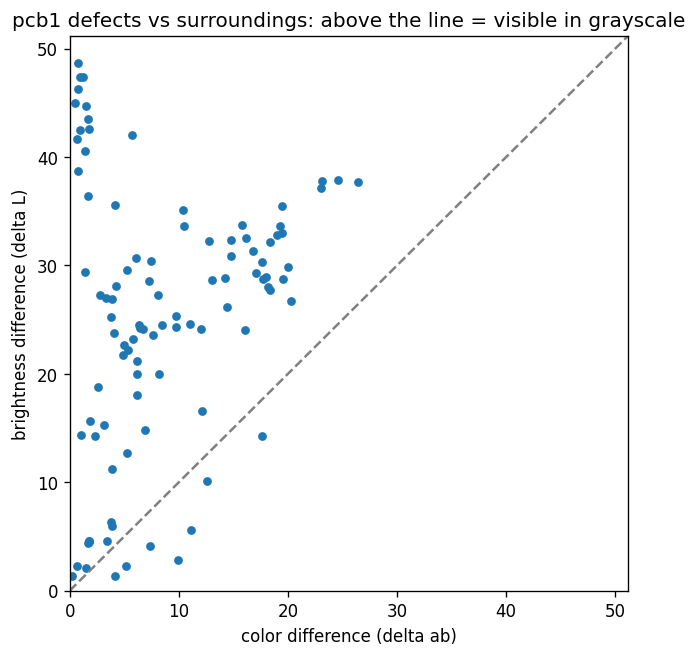 pcb1 defects vs surroundings: above the line = visible in grayscale
50
40
30
20
10
0
brightness difference (delta L)
0 10 20 30 40 50
color difference (delta ab)